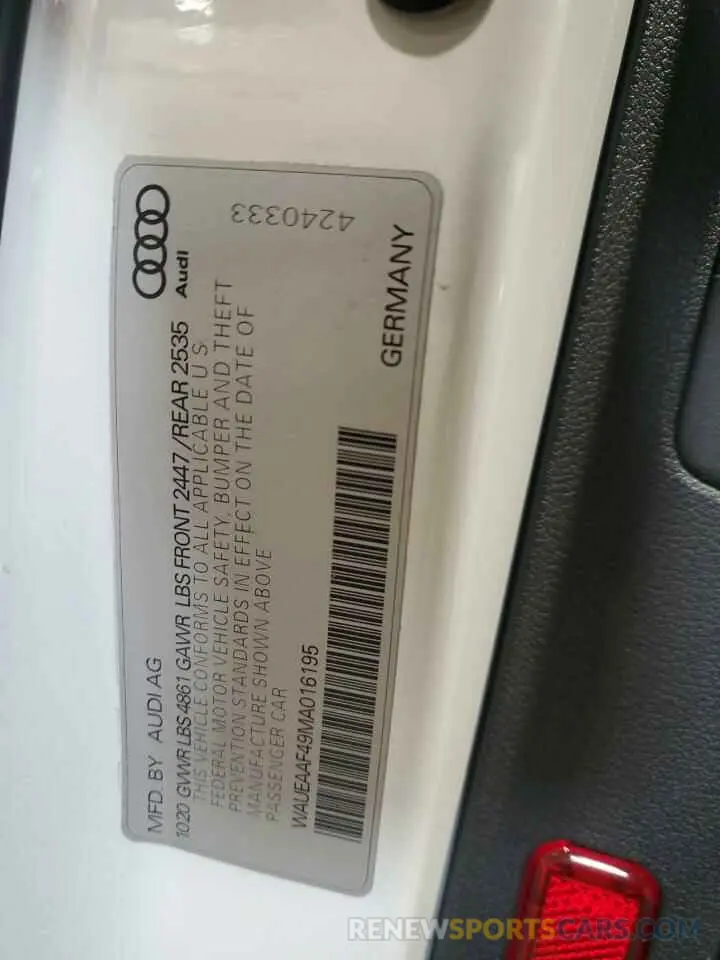 MFD. BY AUDI AG
1020 GVWR LBS 4861 GAWR LBS FRONT 2447 / REAR 2535
THIS VEHICLE CONFORMS TO ALL APPLICABLE U S
FEDERAL MOTOR VEHICLE SAFETY, BUMPER AND THEFT
PREVENTION STANDARDS IN EFFECT ON THE DATE OF
MANUFACTURE SHOWN ABOVE
PASSENGER CAR
WAUEAAF49MA016195
Audi
4240333
GERMANY
RENEWSPORTSCARS.COM